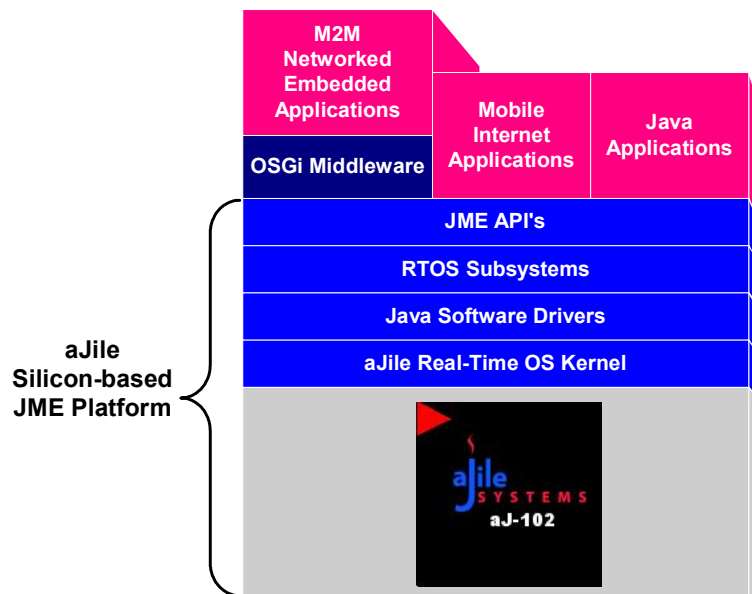 M2M
Networked
Embedded
Applications
Mobile
Internet
Applications
Java
Applications
OSGi Middleware
JME API's
RTOS Subsystems
Java Software Drivers
aJile Real-Time OS Kernel
aJile
Silicon-based
JME Platform
aJile
SYSTEMS
aJ-102